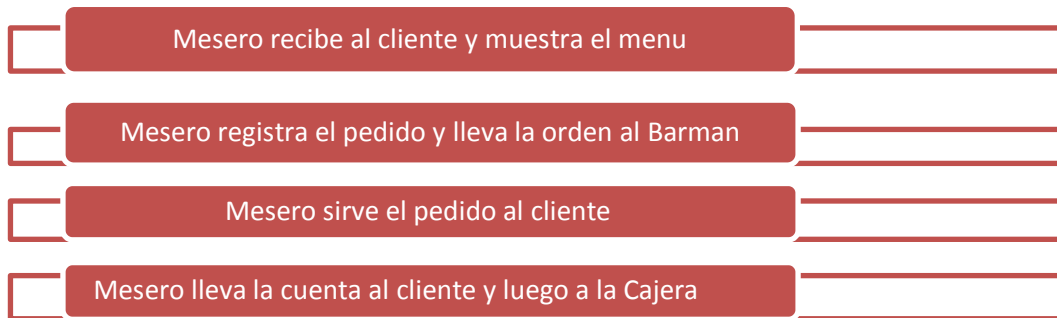 Mesero recibe al cliente y muestra el menu
Mesero registra el pedido y lleva la orden al Barman
Mesero sirve el pedido al cliente
Mesero lleva la cuenta al cliente y luego a la Cajera